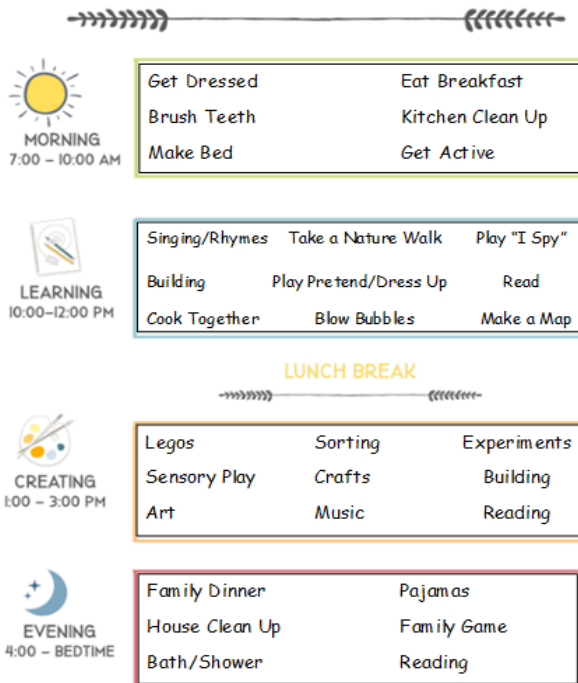 MORNING
7:00 – 10:00 AM
Get Dressed Eat Breakfast
Brush Teeth Kitchen Clean Up
Make Bed Get Active
LEARNING
10:00–12:00 PM
Singing/Rhymes Take a Nature Walk Play "I Spy"
Building Play Pretend/Dress Up Read
Cook Together Blow Bubbles Make a Map
LUNCH BREAK
CREATING
1:00 – 3:00 PM
Legos Sorting Experiments
Sensory Play Crafts Building
Art Music Reading
EVENING
4:00 – BEDTIME
Family Dinner Pajamas
House Clean Up Family Game
Bath/Shower Reading